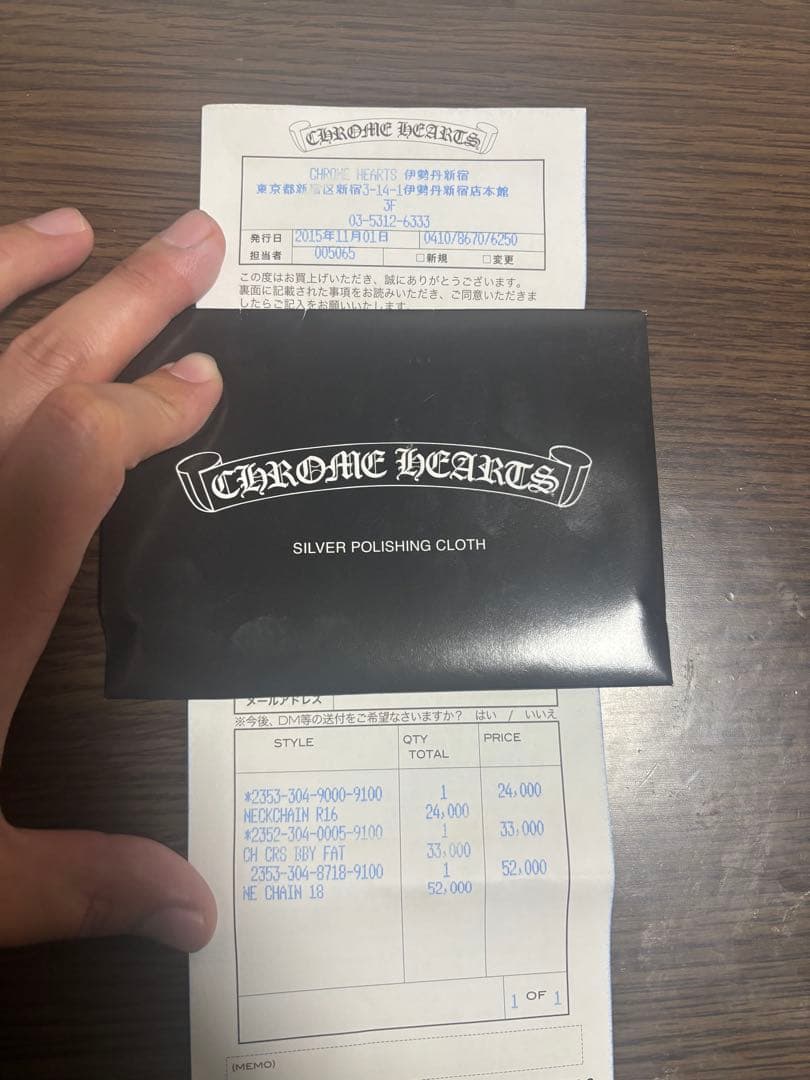 CHROME HEARTS
CHROME HEARTS 伊勢丹新宿
東京都新宿区新宿3-14-1伊勢丹新宿店本館
3F
03-5312-6333
発行日 2015年11月01日 0410/8670/6250
担当者 005065 □新規 □変更
この度はお買上げいただき、誠にありがとうございます。
裏面に記載された事項をお読みいただき、ご同意いただきま
したらご記入をお願いいたします。
CHROME HEARTS
SILVER POLISHING CLOTH
メールアドレス
※今後、DM等の送付をご希望なさいますか? はい / いいえ
STYLE QTY PRICE
TOTAL
*2353-304-9000-9100 1 24,000
NECKCHAIN R16 24,000
*2352-304-0005-9100 1 33,000
CH CRS BBY FAT 33,000
2353-304-8718-9100 1 52,000
NE CHAIN 18 52,000
1 OF 1
(MEMO)